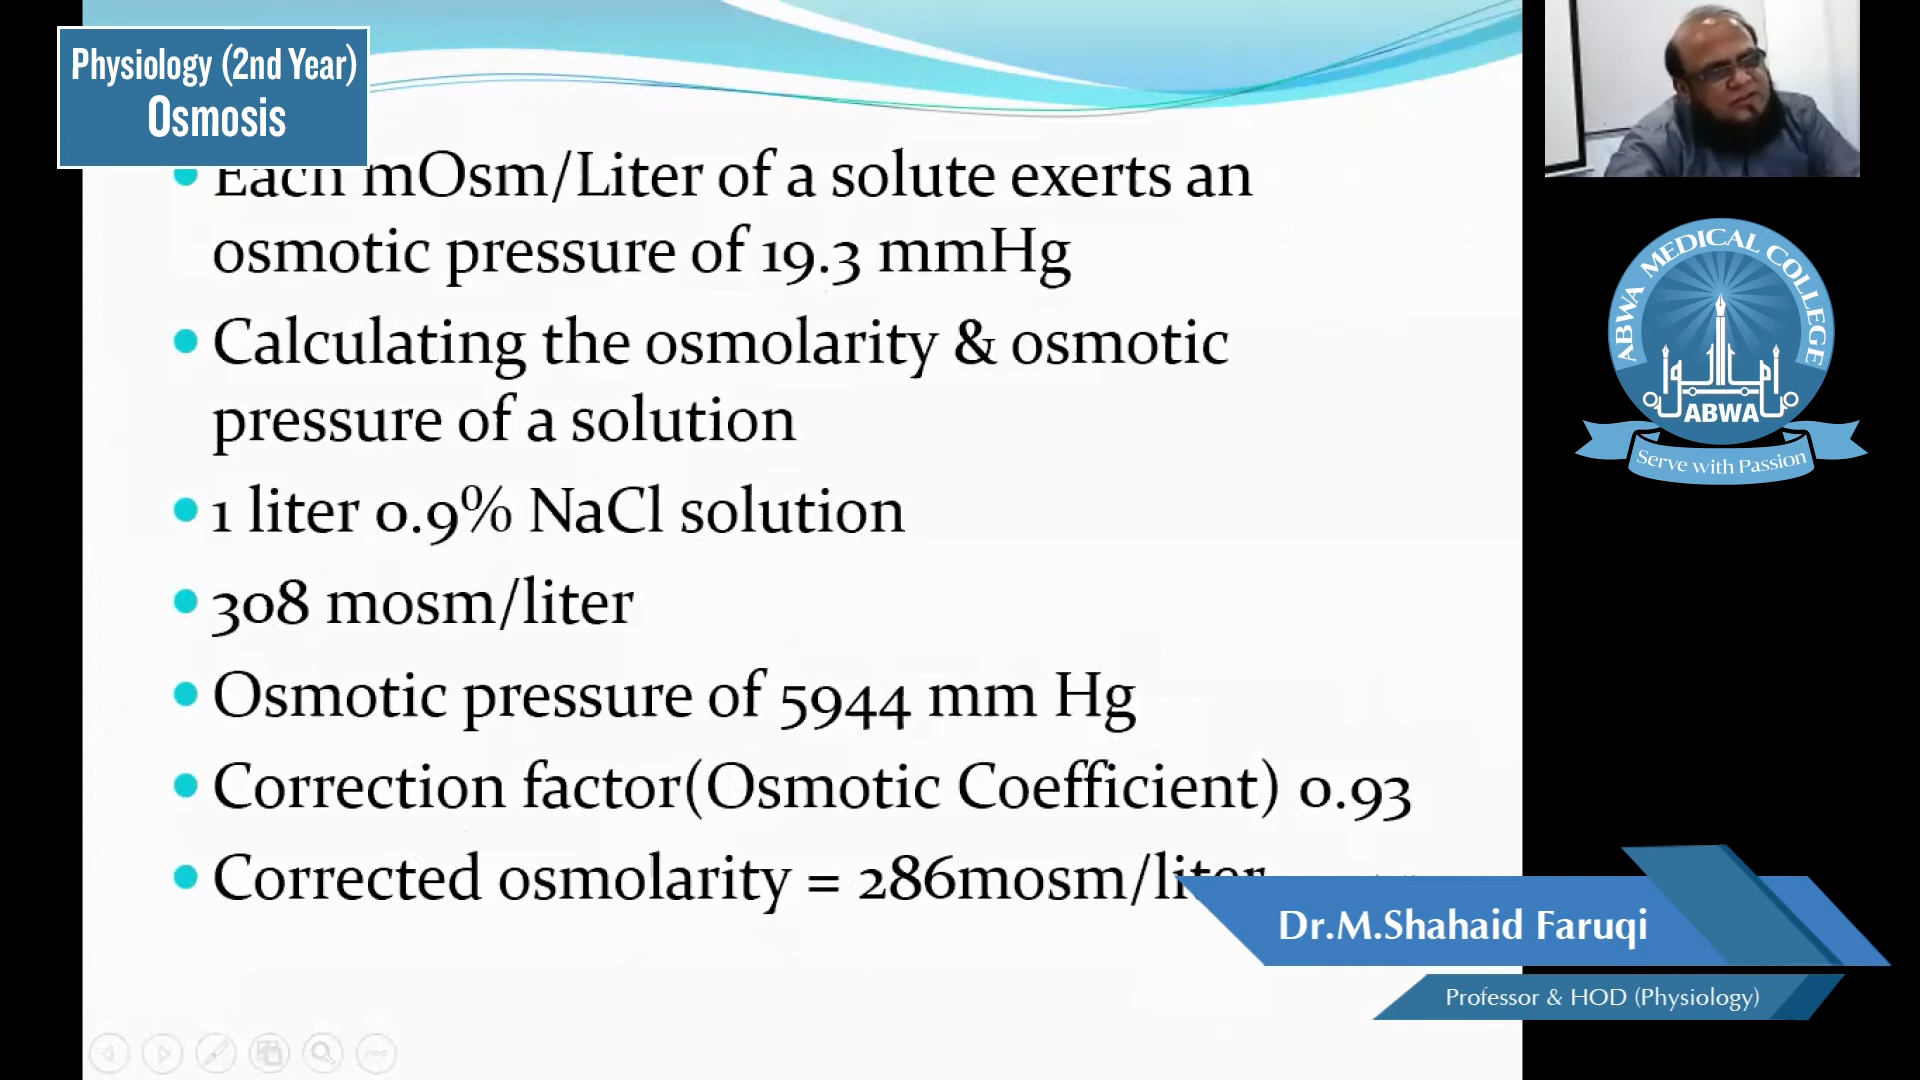 Physiology (2nd Year)
Osmosis
Each mOsm/Liter of a solute exerts an
osmotic pressure of 19.3 mmHg
Calculating the osmolarity & osmotic
pressure of a solution
1 liter 0.9% NaCl solution
308 mosm/liter
Osmotic pressure of 5944 mm Hg
Correction factor(Osmotic Coefficient) 0.93
Corrected osmolarity = 286mosm/liter
ABWA MEDICAL COLLEGE
ABWA
Serve with Passion
Dr.M.Shahaid Faruqi
Professor & HOD (Physiology)